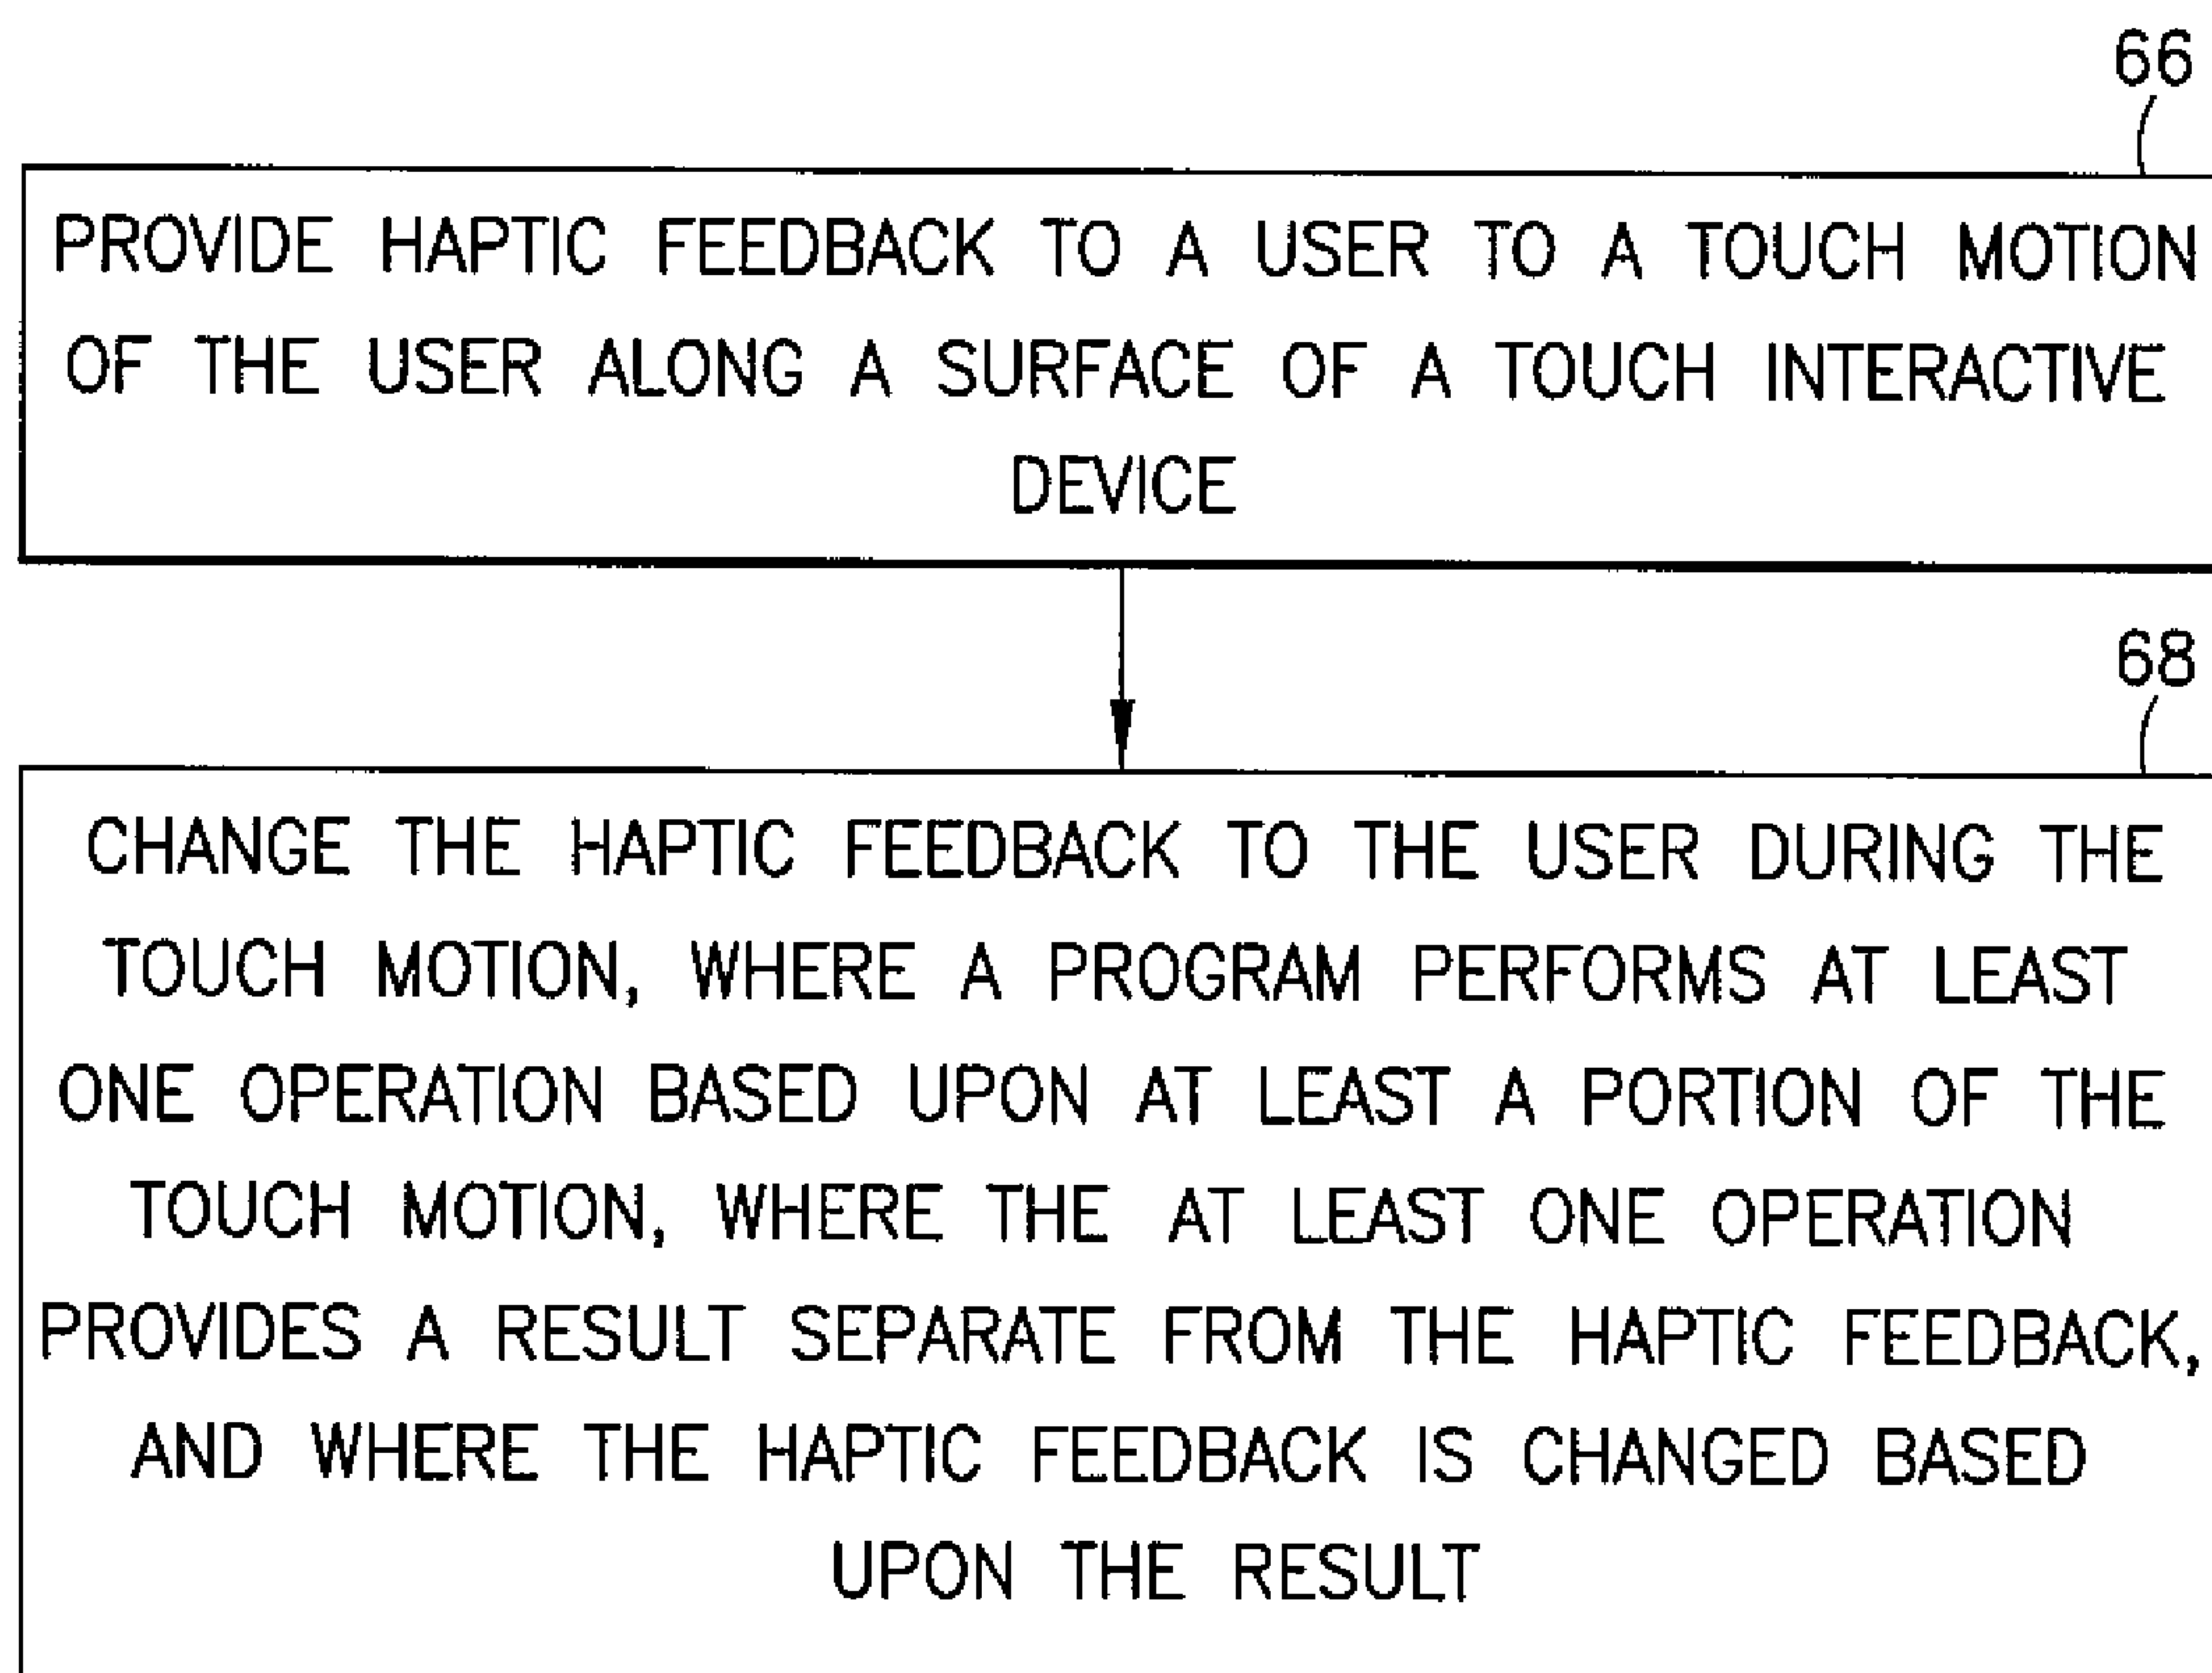 66
PROVIDE HAPTIC FEEDBACK TO A USER TO A TOUCH MOTION
OF THE USER ALONG A SURFACE OF A TOUCH INTERACTIVE
DEVICE
68
CHANGE THE HAPTIC FEEDBACK TO THE USER DURING THE
TOUCH MOTION, WHERE A PROGRAM PERFORMS AT LEAST
ONE OPERATION BASED UPON AT LEAST A PORTION OF THE
TOUCH MOTION, WHERE THE AT LEAST ONE OPERATION
PROVIDES A RESULT SEPARATE FROM THE HAPTIC FEEDBACK,
AND WHERE THE HAPTIC FEEDBACK IS CHANGED BASED
UPON THE RESULT